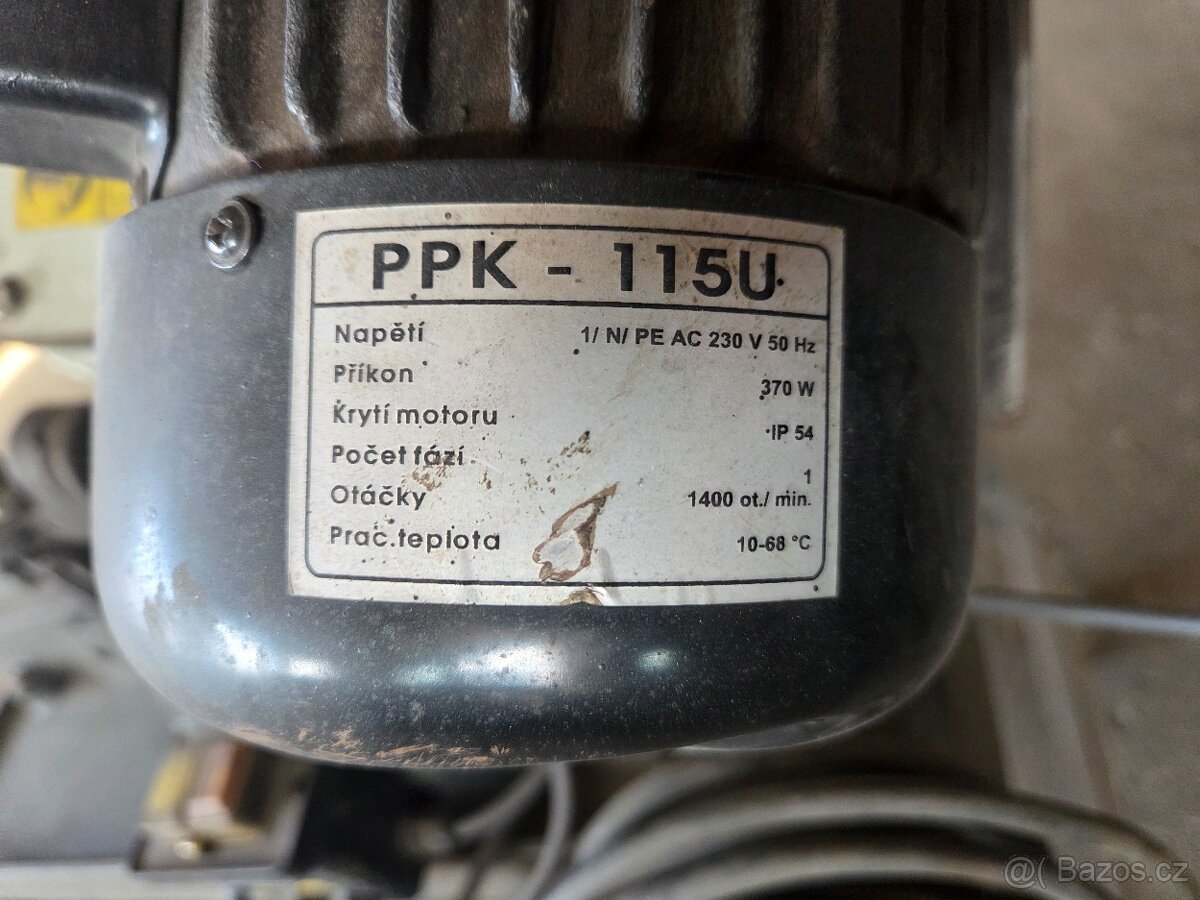 PPK - 115U
Napětí 1/ N/ PE AC 230 V 50 Hz
Příkon 370 W
Krytí motoru IP 54
Počet fází 1
Otáčky 1400 ot./ min.
Prac.teplota 10-68 °C
@( Bazos.cz